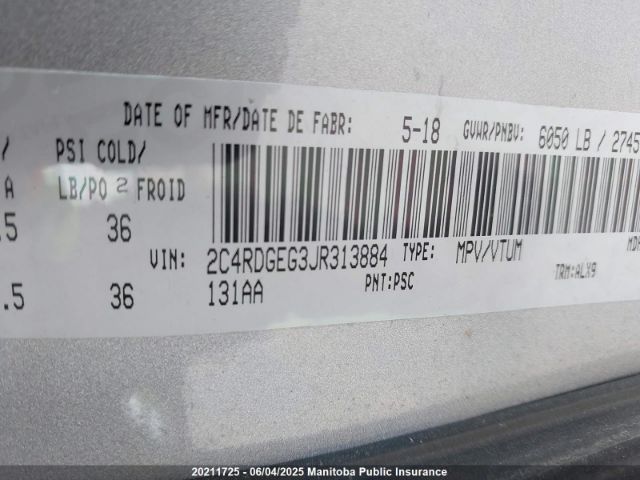 DATE OF MFR/DATE DE FABR: 5-18 GVWR/PNBV: 6050 LB / 2745
/ PSI COLD/
A LB/PO 2 FROID
.5 36
VIN: 2C4RDGEG3JR313884 TYPE: MPV/VTUM
131AA PNT:PSC TRM:ALX9
.5 36
20211725 - 06/04/2025 Manitoba Public Insurance